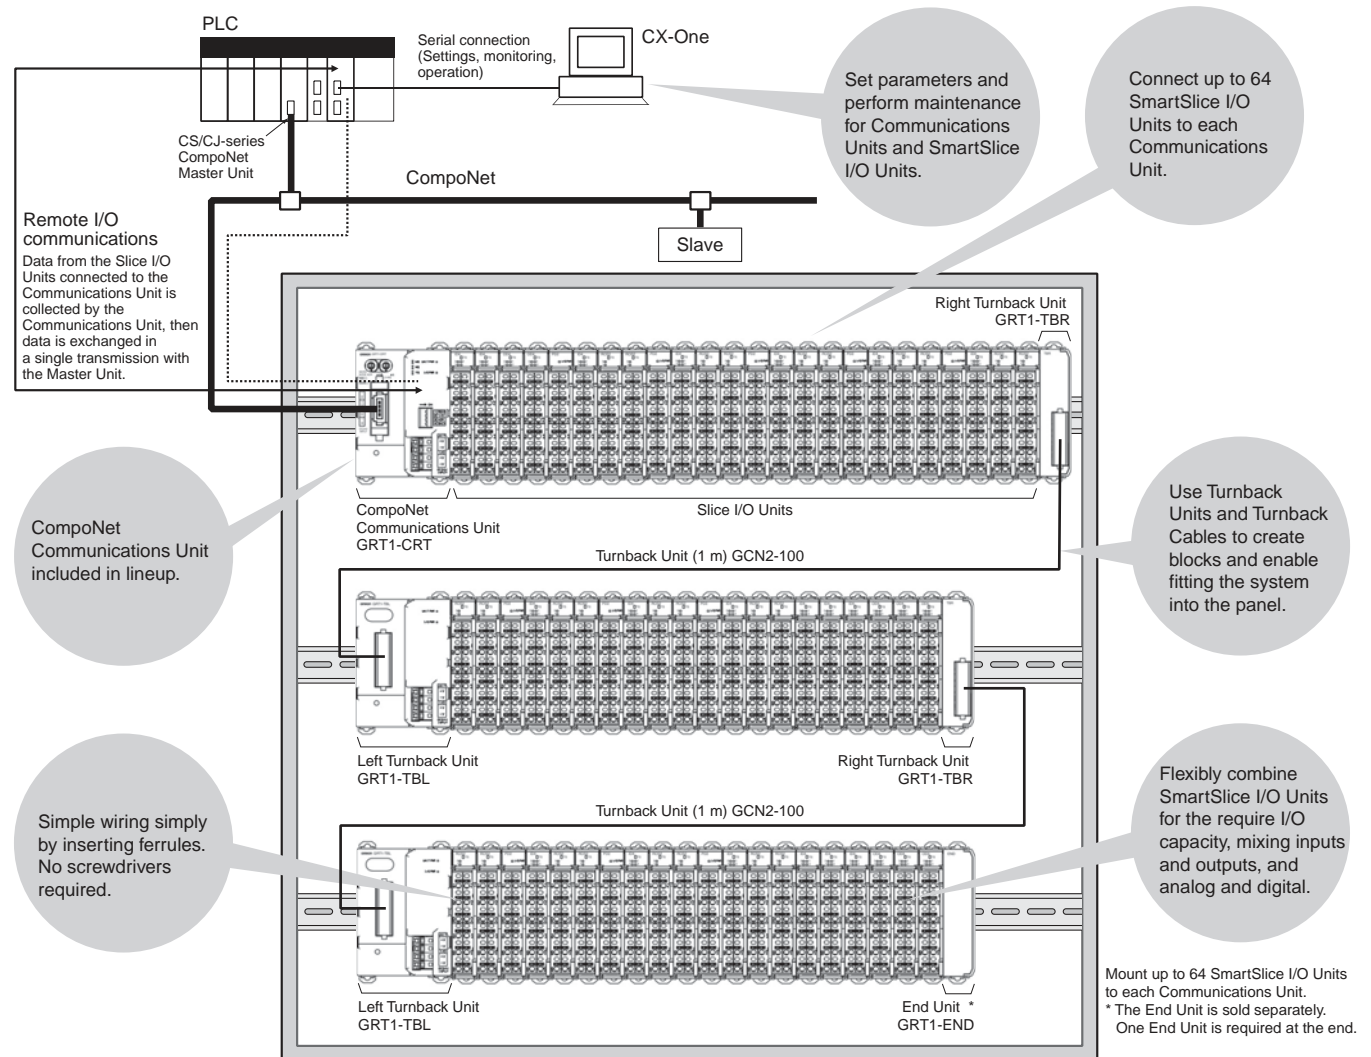 PLC
Serial connection
(Settings, monitoring,
operation)
CX-One
Set parameters and
perform maintenance
for Communications
Units and SmartSlice
I/O Units.
Connect up to 64
SmartSlice I/O
Units to each
Communications
Unit.
CS/CJ-series
CompoNet
Master Unit
CompoNet
Slave
Remote I/O
communications
Data from the Slice I/O
Units connected to the
Communications Unit is
collected by the
Communications Unit, then
data is exchanged in
a single transmission with
the Master Unit.
Right Turnback Unit
GRT1-TBR
CompoNet
Communications Unit
included in lineup.
CompoNet
Communications Unit
GRT1-CRT
Slice I/O Units
Turnback Unit (1 m) GCN2-100
Use Turnback
Units and Turnback
Cables to create
blocks and enable
fitting the system
into the panel.
Left Turnback Unit
GRT1-TBL
Right Turnback Unit
GRT1-TBR
Turnback Unit (1 m) GCN2-100
Simple wiring simply
by inserting ferrules.
No screwdrivers
required.
Flexibly combine
SmartSlice I/O Units
for the require I/O
capacity, mixing inputs
and outputs, and
analog and digital.
Left Turnback Unit
GRT1-TBL
End Unit *
GRT1-END
Mount up to 64 SmartSlice I/O Units
to each Communications Unit.
* The End Unit is sold separately.
One End Unit is required at the end.